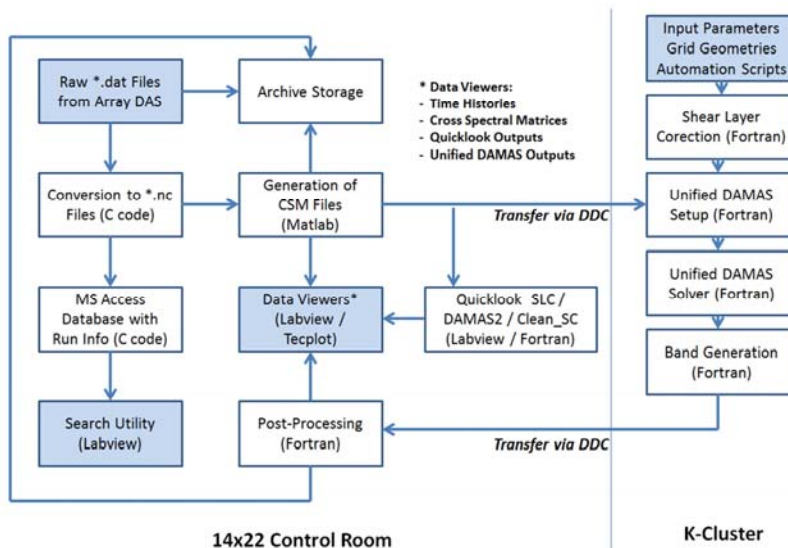 Raw *.dat Files
from Array DAS
Archive Storage
* Data Viewers:
- Time Histories
- Cross Spectral Matrices
- Quicklook Outputs
- Unified DAMAS Outputs
Input Parameters
Grid Geometries
Automation Scripts
Shear Layer
Corection (Fortran)
Conversion to *.nc
Files (C code)
Generation of
CSM Files
(Matlab)
Transfer via DDC
Unified DAMAS
Setup (Fortran)
MS Access
Database with
Run Info (C code)
Data Viewers*
(Labview /
Tecplot)
Quicklook SLC /
DAMAS2 / Clean_SC
(Labview / Fortran)
Unified DAMAS
Solver (Fortran)
Band Generation
(Fortran)
Search Utility
(Labview)
Post-Processing
(Fortran)
Transfer via DDC
14x22 Control Room
K-Cluster